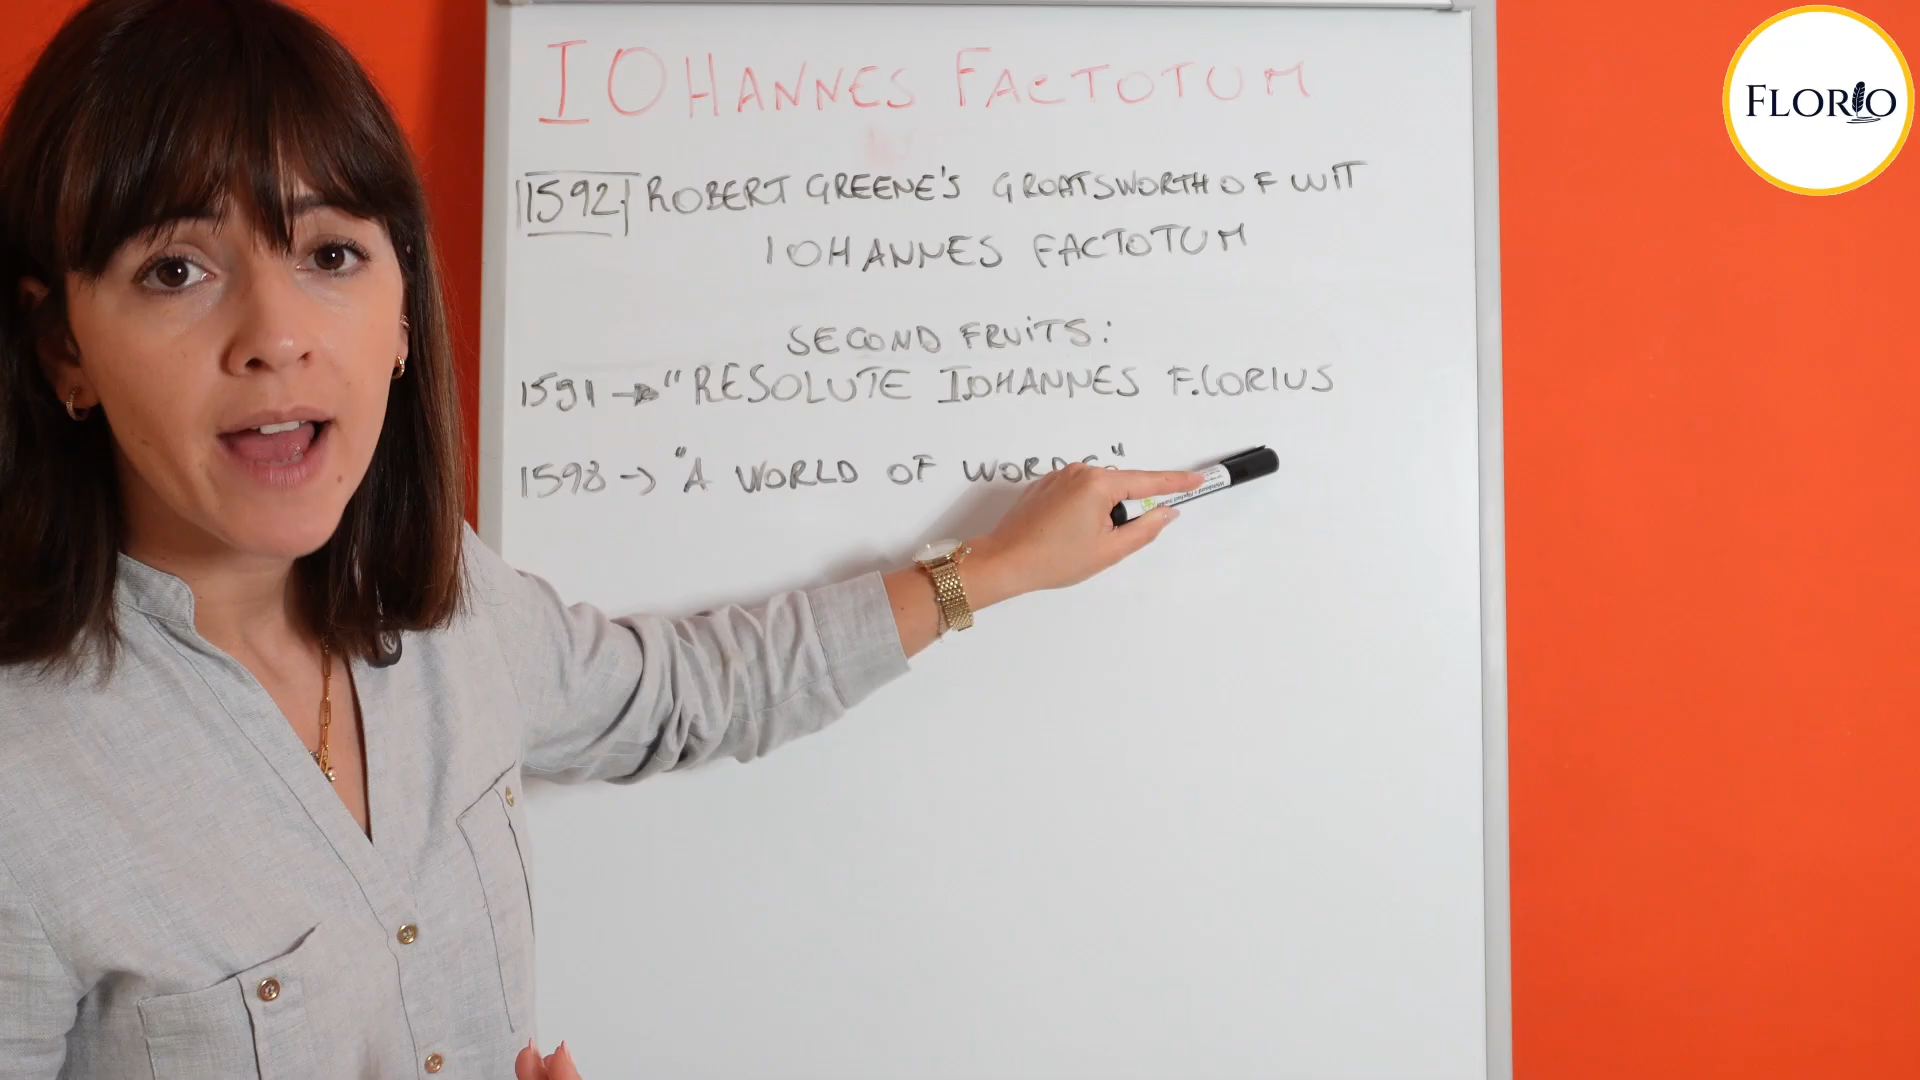 IOHANNES FACTOTUM
1592 ROBERT GREENE'S GROATSWORTH OF WIT
IOHANNES FACTOTUM
SECOND FRUITS:
1591 → "RESOLUTE IOHANNES FLORIUS
1598 → "A WORLD OF WORDS"
FLORIO